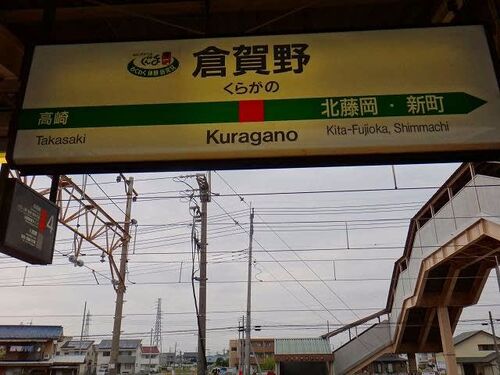 倉賀野
くらがの
高崎
Takasaki
Kuragano
北藤岡・新町
Kita-Fujioka, Shimmachi
4